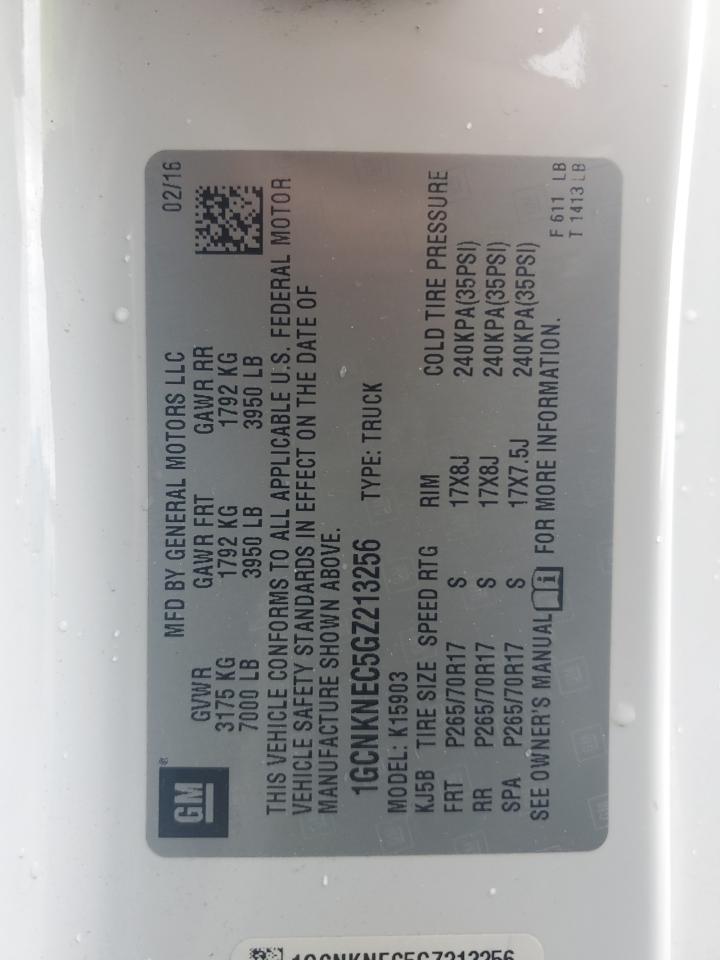 GM
®
MFD BY GENERAL MOTORS LLC 02/16
GVWR GAWR FRT GAWR RR
3175 KG 1792 KG 1792 KG
7000 LB 3950 LB 3950 LB
THIS VEHICLE CONFORMS TO ALL APPLICABLE U.S. FEDERAL MOTOR
VEHICLE SAFETY STANDARDS IN EFFECT ON THE DATE OF
MANUFACTURE SHOWN ABOVE.
1GCNKNEC5GZ213256 TYPE: TRUCK
MODEL: K15903
KJ5B TIRE SIZE SPEED RTG RIM COLD TIRE PRESSURE
FRT P265/70R17 S 17X8J 240KPA(35PSI)
RR P265/70R17 S 17X8J 240KPA(35PSI)
SPA P265/70R17 S 17X7.5J 240KPA(35PSI)
SEE OWNER'S MANUAL i FOR MORE INFORMATION.
F 611 LB
T 1413 LB
1GCNKNEC5GZ213256